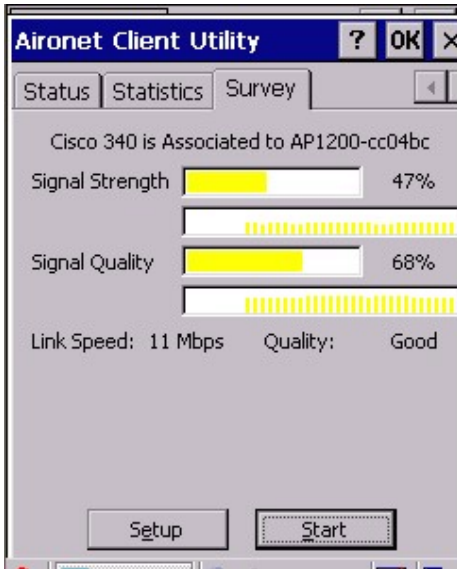 Aironet Client Utility ? OK ×
Status Statistics Survey
Cisco 340 is Associated to AP1200-cc04bc
Signal Strength 47%
Signal Quality 68%
Link Speed: 11 Mbps Quality: Good
Setup Start